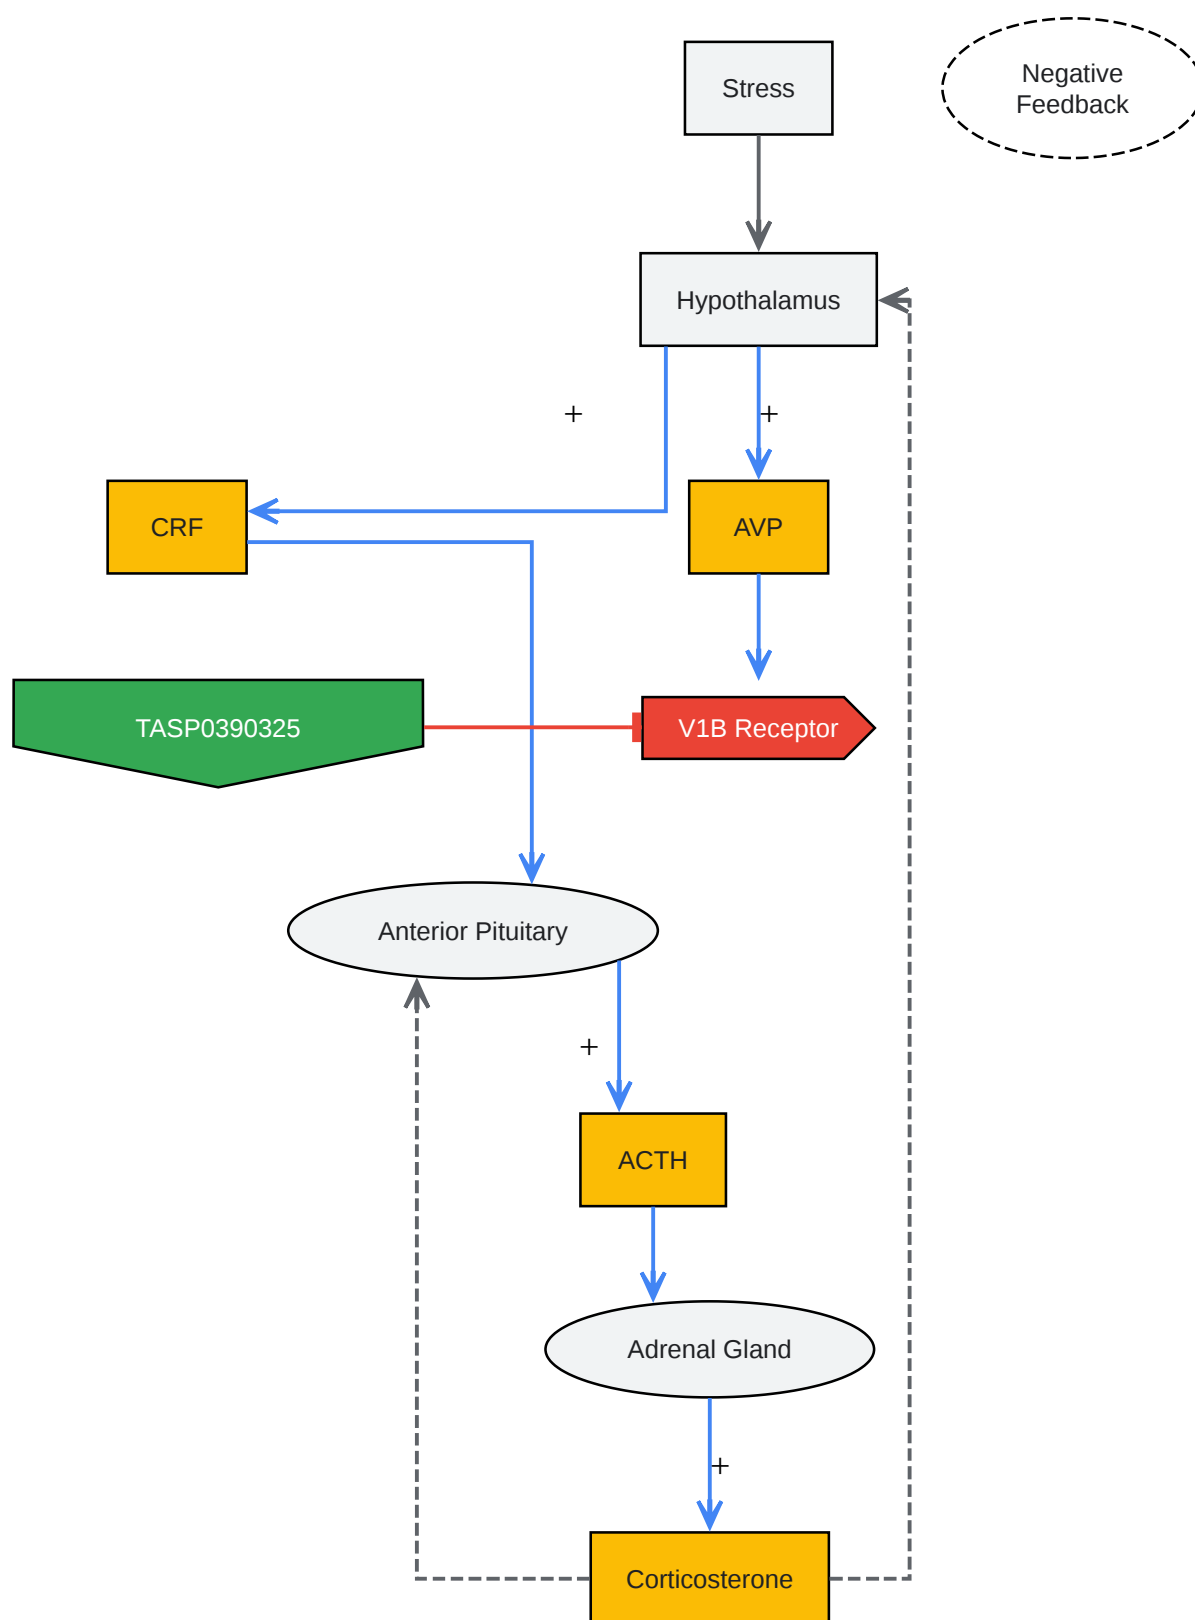 Stress
Negative
Feedback
Hypothalamus
+
+
CRF
AVP
TASP0390325
V1B Receptor
Anterior Pituitary
+
ACTH
Adrenal Gland
+
Corticosterone